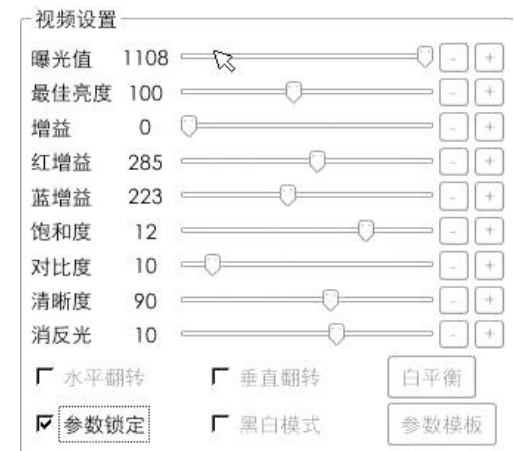 视频设置
曝光值 1108 - +
最佳亮度 100 - +
增益 0 - +
红增益 285 - +
蓝增益 223 - +
饱和度 12 - +
对比度 10 - +
清晰度 90 - +
消反光 10 - +
水平翻转 垂直翻转 白平衡
参数锁定 黑白模式 参数模板